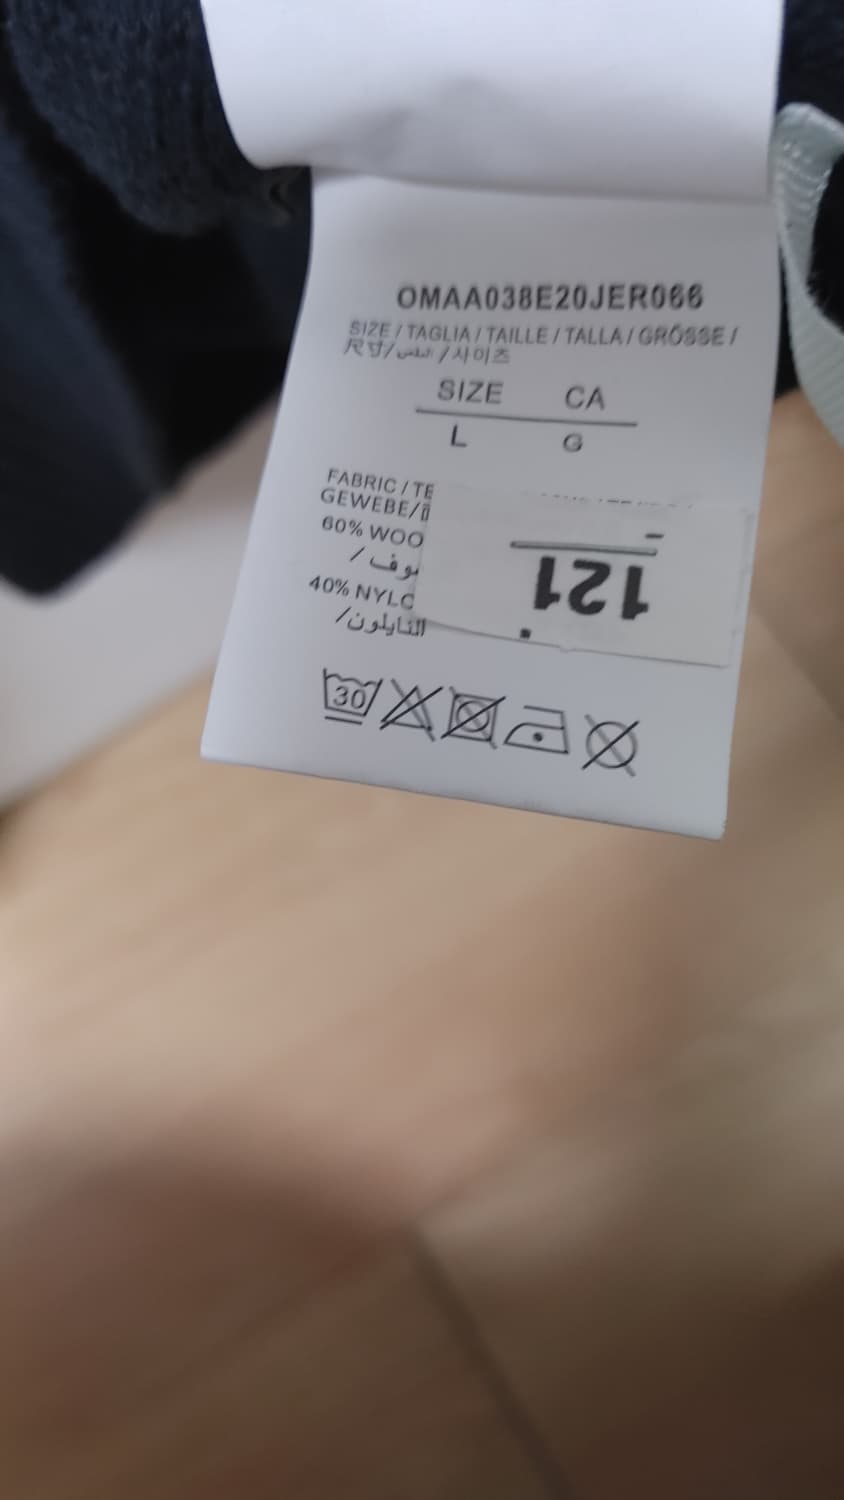 OMAA038E20JER066
SIZE / TAGLIA / TAILLE / TALLA / GRÖSSE /
尺寸/ /사이즈
SIZE CA
L G
FABRIC / TE
GEWEBE/
60% WOO
/ وف
40% NYLO
النايلون/
121
30